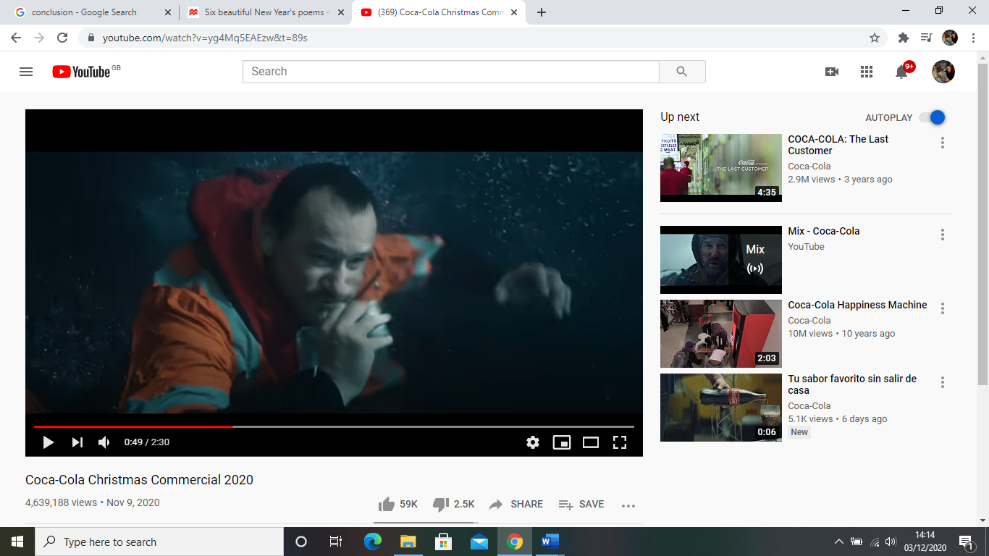 conclusion - Google Search
Six beautiful New Year's poems -
(369) Coca-Cola Christmas Comm
youtube.com/watch?v=yg4Mq5EAEzw&t=89s
YouTube GB
Search
9+
Up next
AUTOPLAY
COCA-COLA: The Last
Customer
Coca-Cola
2.9M views • 3 years ago
THE LAST CUSTOMER
4:35
Mix - Coca-Cola
YouTube
Mix
Coca-Cola Happiness Machine
Coca-Cola
10M views • 10 years ago
2:03
Tu sabor favorito sin salir de
casa
Coca-Cola
5.1K views • 6 days ago
New
0:06
0:49 / 2:30
Coca-Cola Christmas Commercial 2020
4,639,188 views • Nov 9, 2020
59K
2.5K
SHARE
SAVE
Type here to search
14:14
03/12/2020
1